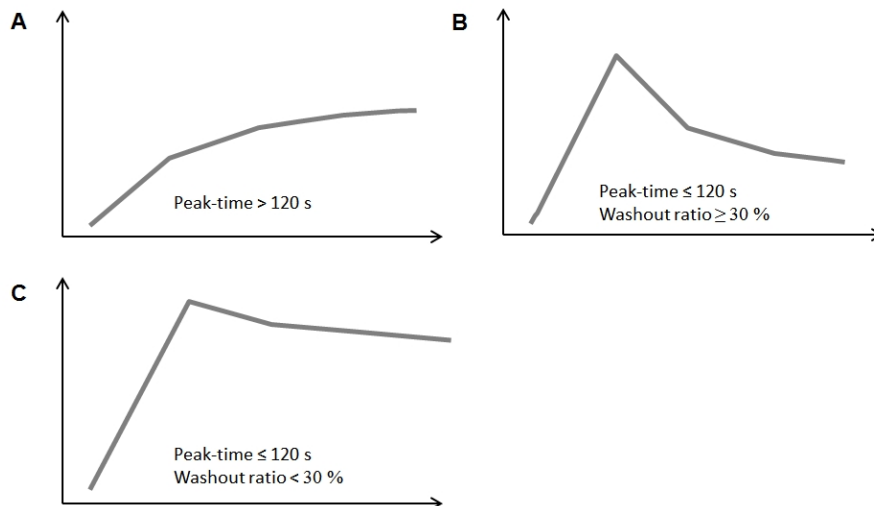 A
Peak-time > 120 s
B
Peak-time ≤ 120 s
Washout ratio ≥ 30 %
C
Peak-time ≤ 120 s
Washout ratio < 30 %